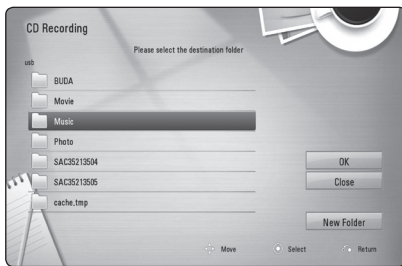 CD Recording
Please select the destination folder
usb
BUDA
Movie
Music
Photo
SAC35213504
SAC35213505
cache.tmp
OK
Close
New Folder
Move
Select
Return